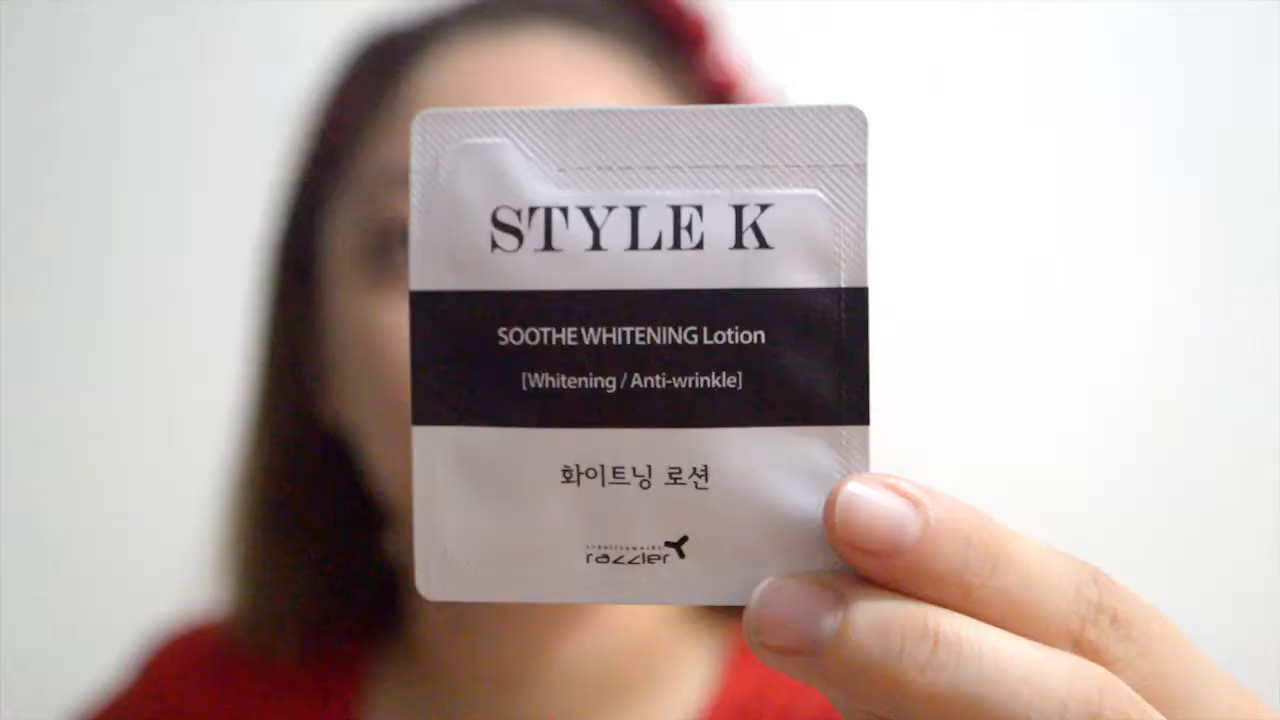 STYLE K
SOOTHE WHITENING Lotion
[Whitening / Anti-wrinkle]
화이트닝 로션
razzler